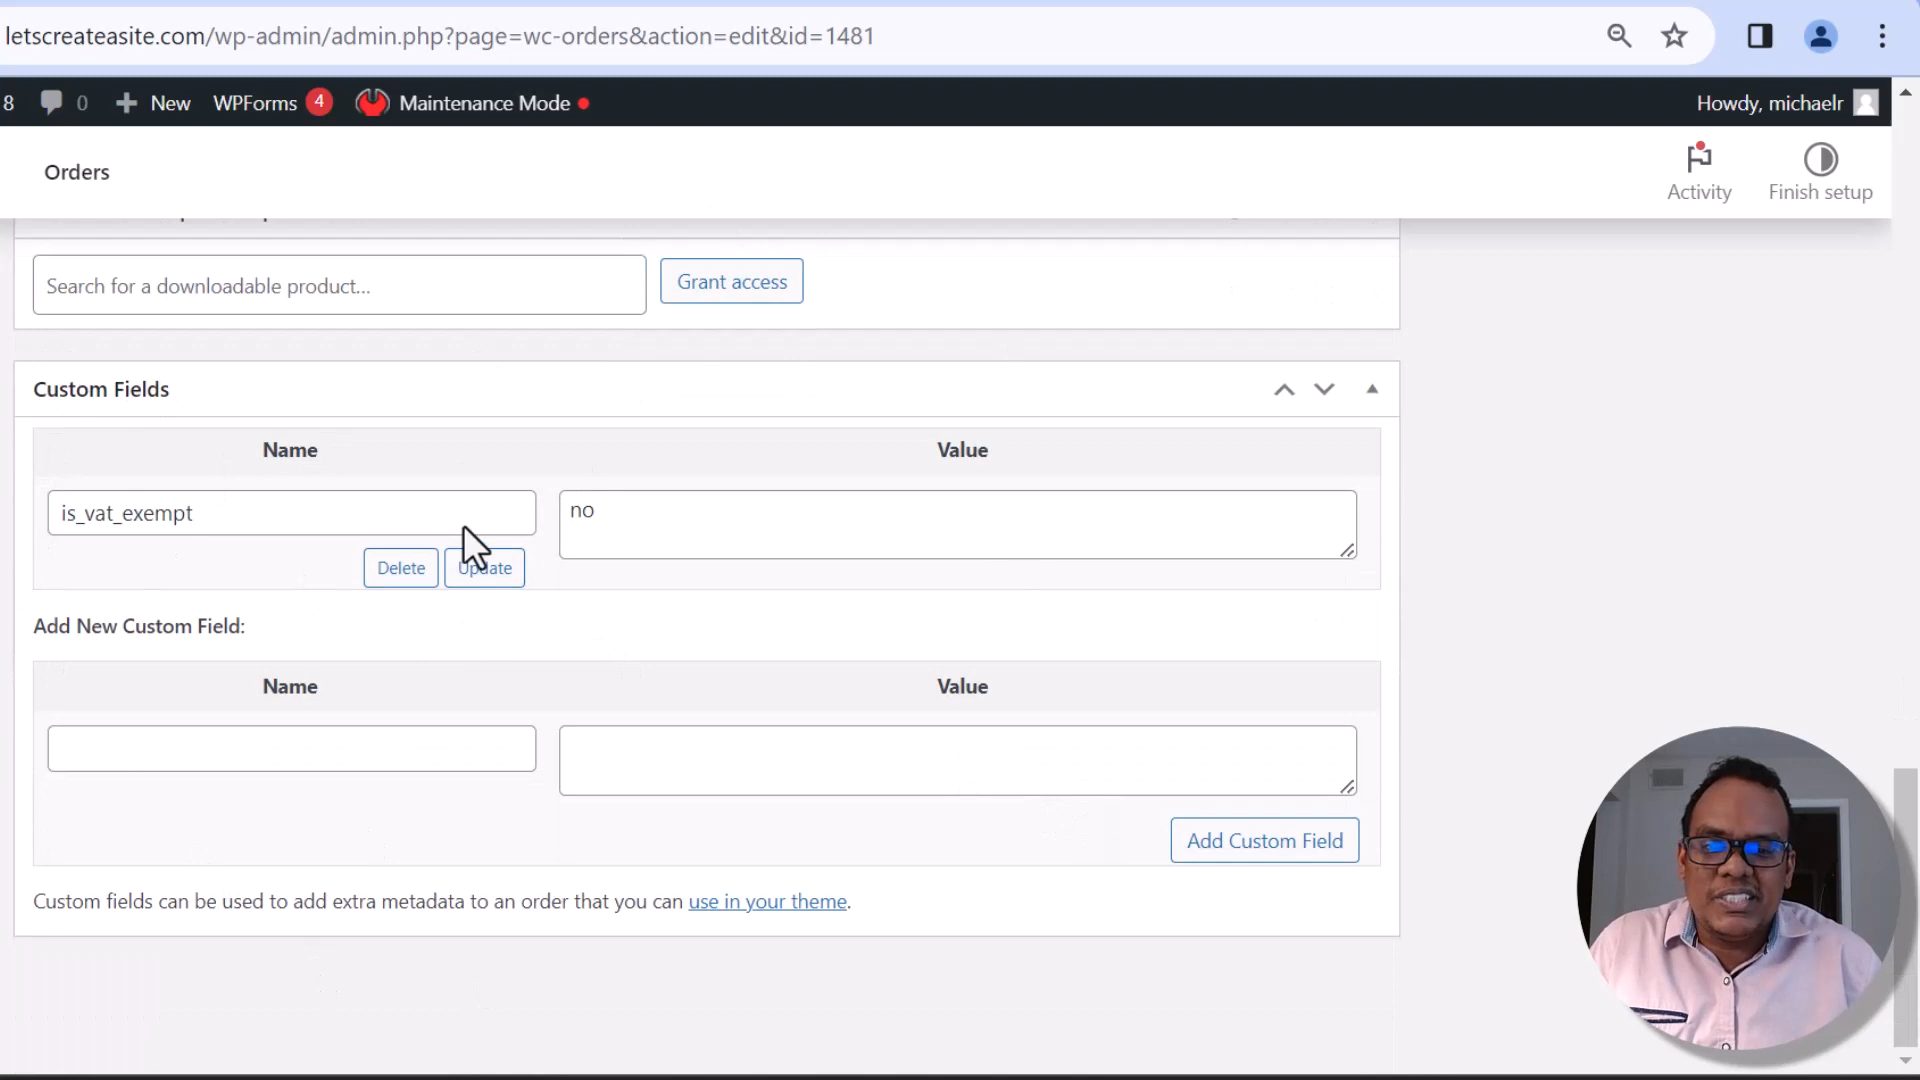 letscreateasite.com/wp-admin/admin.php?page=wc-orders&action=edit&id=1481
8 0 New WPForms 4 Maintenance Mode Howdy, michaelr
Orders
Activity
Finish setup
Search for a downloadable product...
Grant access
Custom Fields
Name Value
is_vat_exempt
no
Delete
Update
Add New Custom Field:
Name Value
Add Custom Field
Custom fields can be used to add extra metadata to an order that you can use in your theme.